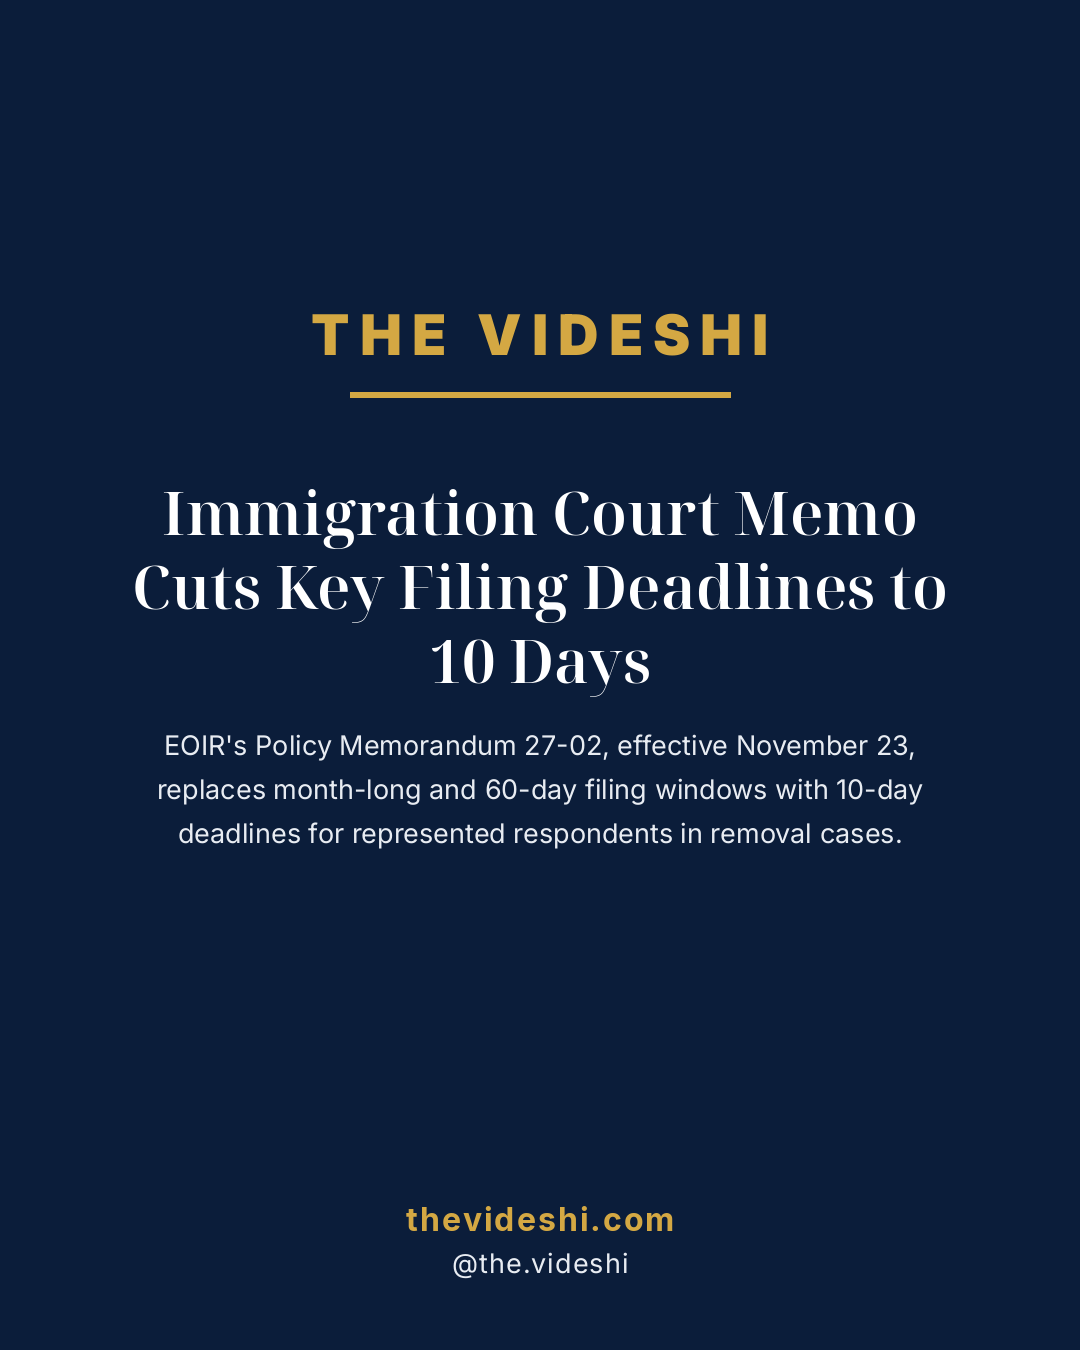 THE VIDESHI
Immigration Court Memo
Cuts Key Filing Deadlines to
10 Days
EOIR's Policy Memorandum 27-02, effective November 23,
replaces month-long and 60-day filing windows with 10-day
deadlines for represented respondents in removal cases.
thevideshi.com
@the.videshi